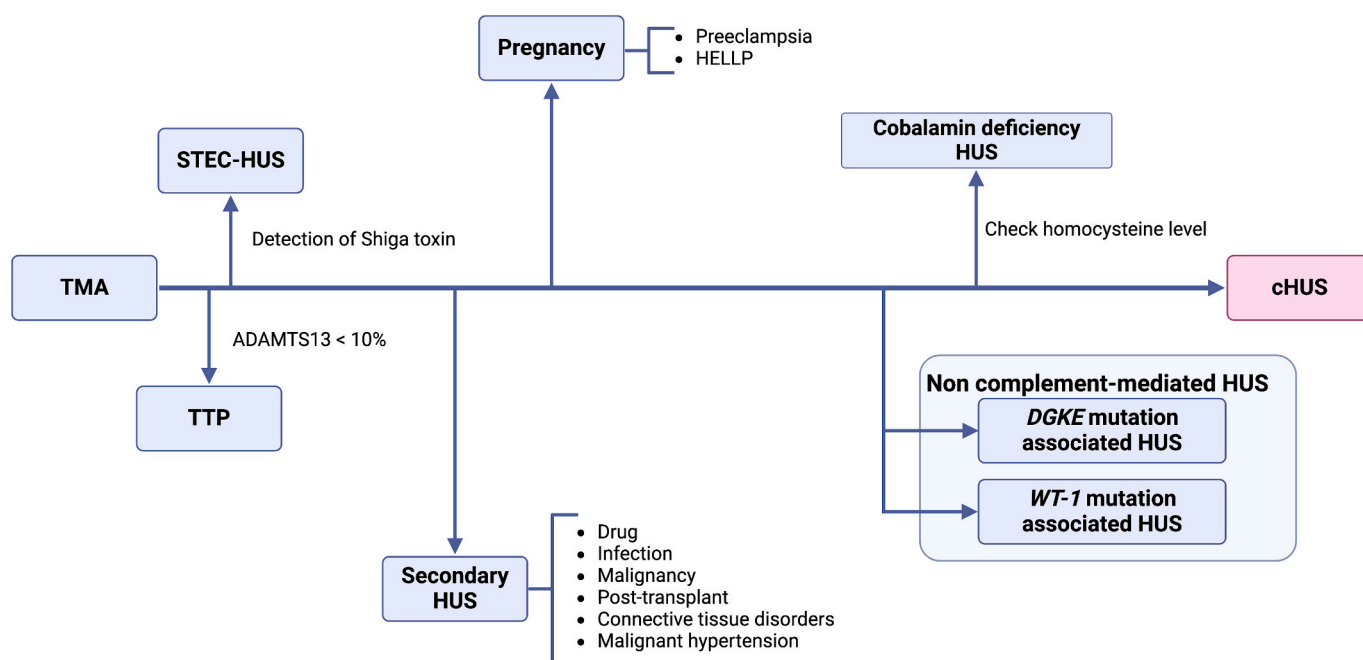 Pregnancy
• Preeclampsia
• HELLP
STEC-HUS
Cobalamin deficiency
HUS
Detection of Shiga toxin
Check homocysteine level
TMA
cHUS
ADAMTS13 < 10%
TTP
Non complement-mediated HUS
DGKE mutation
associated HUS
WT-1 mutation
associated HUS
Secondary
HUS
• Drug
• Infection
• Malignancy
• Post-transplant
• Connective tissue disorders
• Malignant hypertension